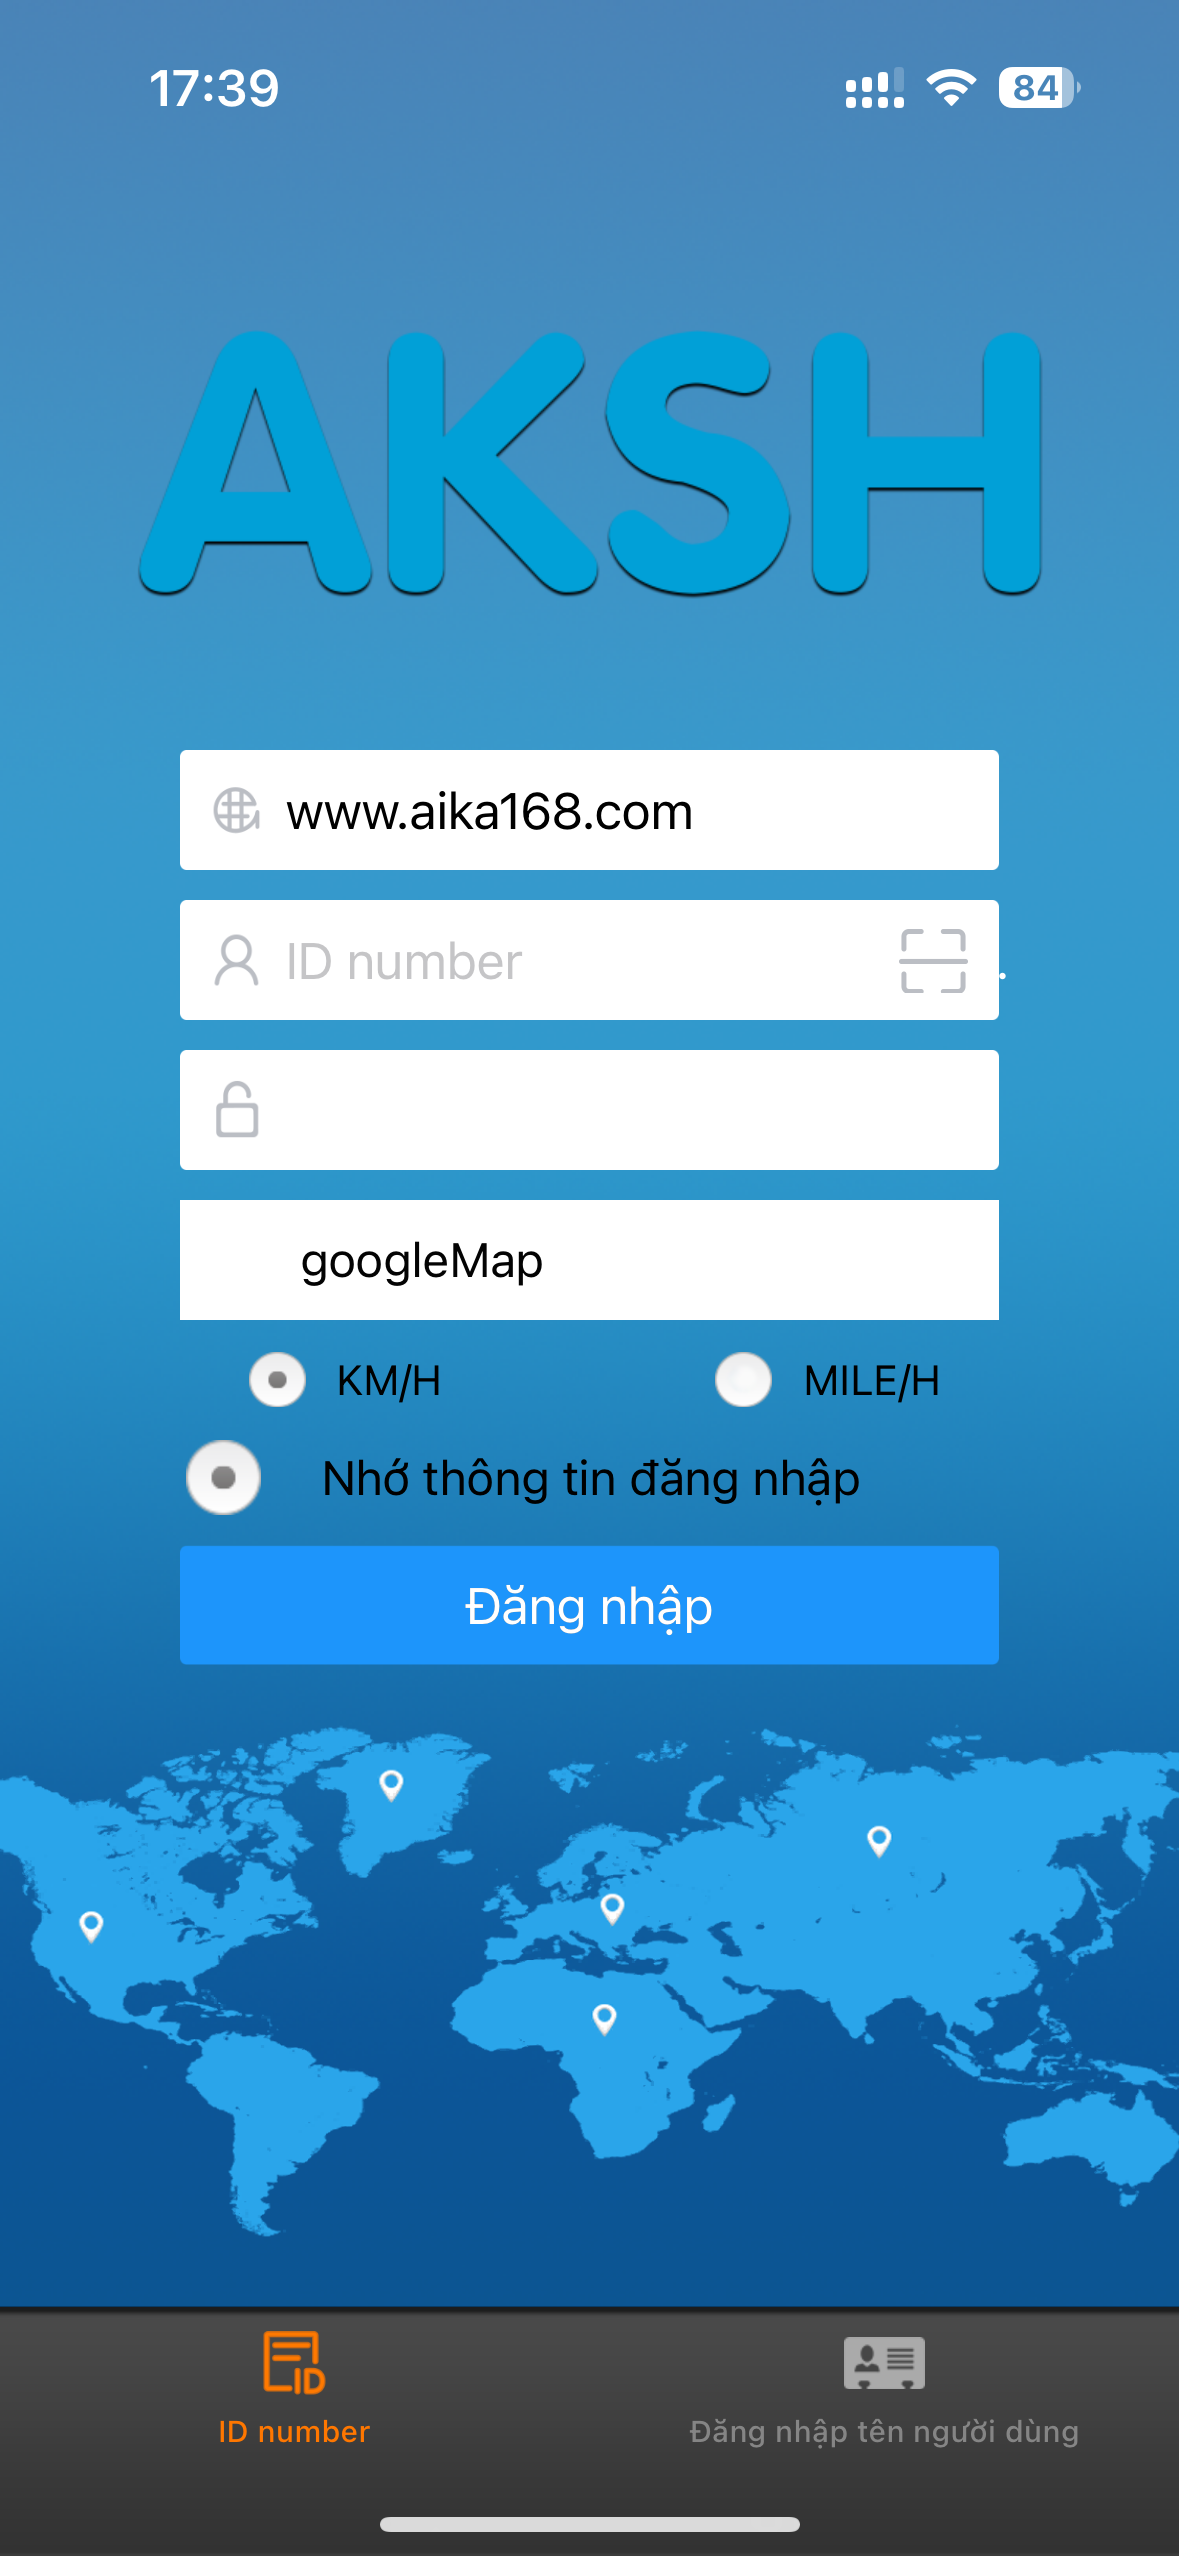 17:39
84
AKSH
www.aika168.com
ID number
.
googleMap
KM/H
MILE/H
Nhớ thông tin đăng nhập
Đăng nhập
ID
ID number
Đăng nhập tên người dùng